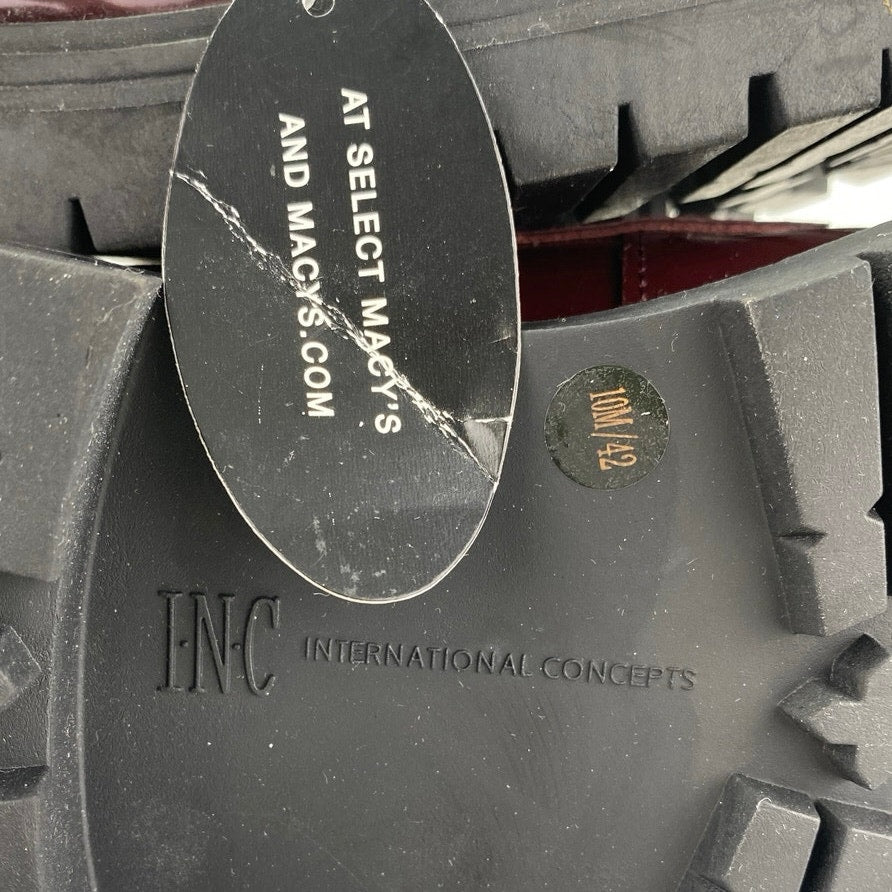 AT SELECT MACY'S
AND MACYS.COM
10M/42
I·N·C INTERNATIONAL CONCEPTS